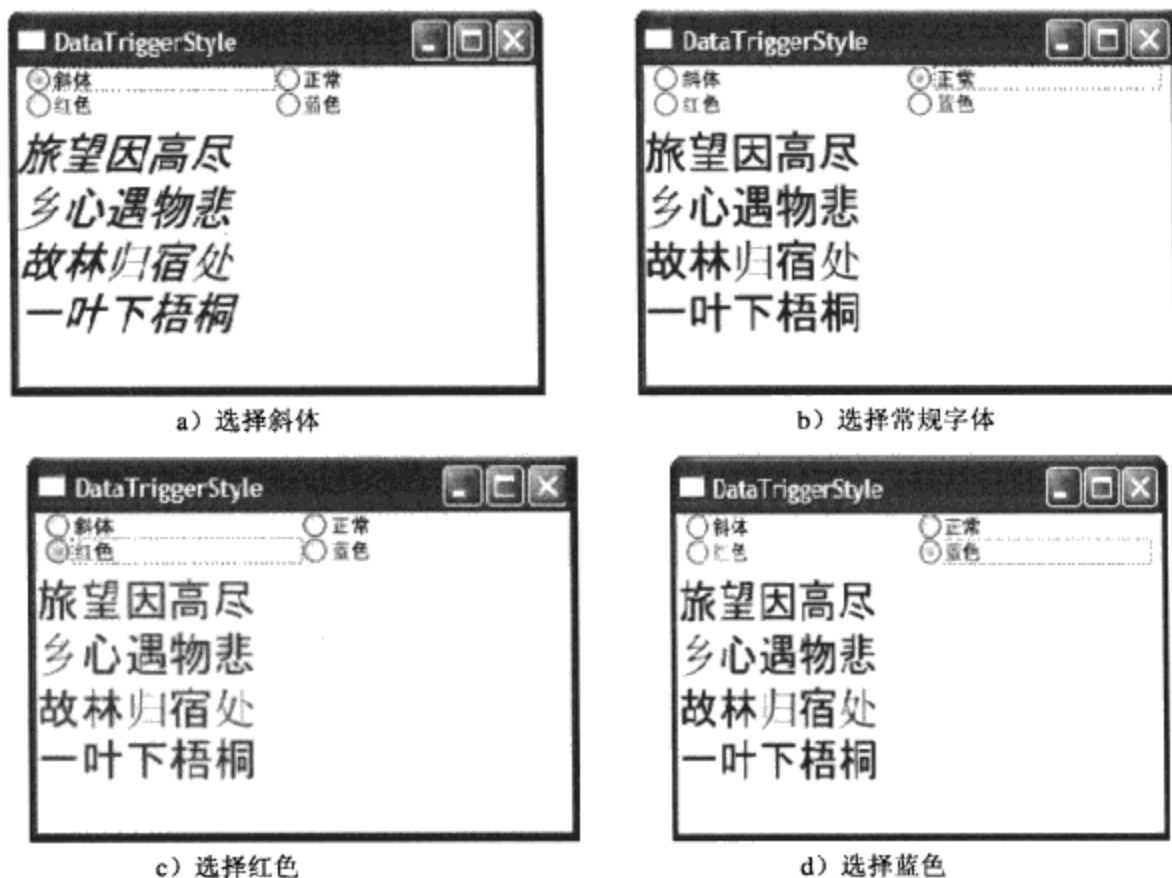 DataTriggerStyle
斜体 正常
红色 蓝色
旅望因高尽
乡心遇物悲
故林归宿处
一叶下梧桐
a）选择斜体
DataTriggerStyle
斜体 正常
红色 蓝色
旅望因高尽
乡心遇物悲
故林归宿处
一叶下梧桐
b）选择常规字体
DataTriggerStyle
斜体 正常
红色 蓝色
旅望因高尽
乡心遇物悲
故林归宿处
一叶下梧桐
c）选择红色
DataTriggerStyle
斜体 正常
红色 蓝色
旅望因高尽
乡心遇物悲
故林归宿处
一叶下梧桐
d）选择蓝色